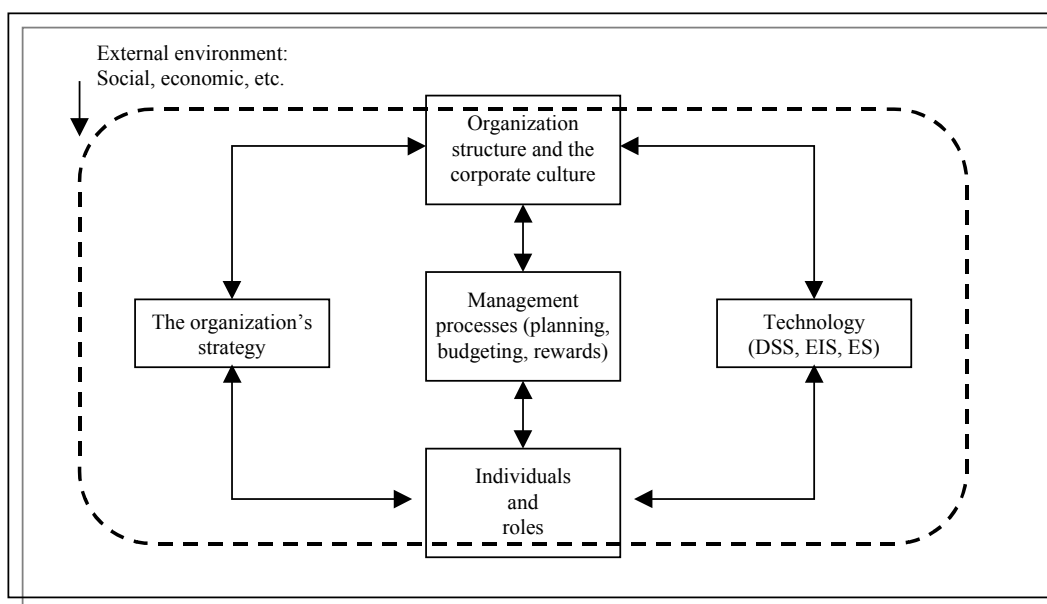 External environment:
Social, economic, etc.
Organization
structure and the
corporate culture
The organization’s
strategy
Management
processes (planning,
budgeting, rewards)
Technology
(DSS, EIS, ES)
Individuals
and
roles